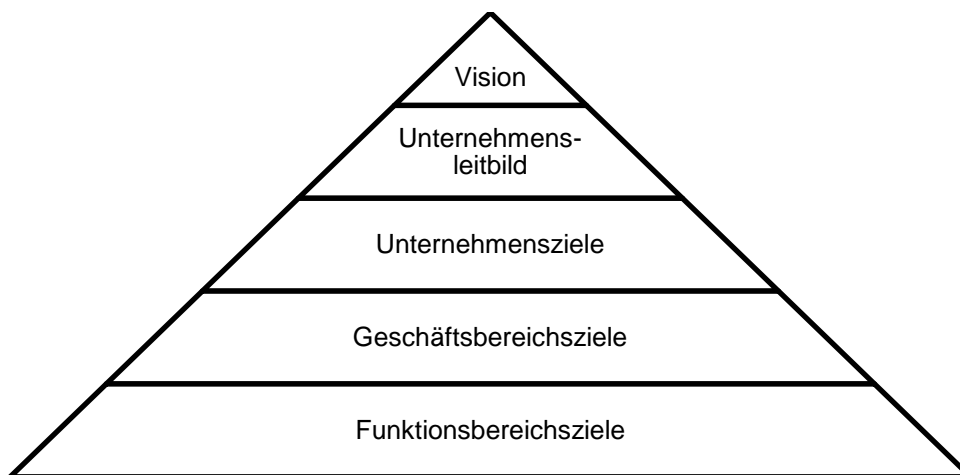 Vision
Unternehmens-
leitbild
Unternehmensziele
Geschäftsbereichsziele
Funktionsbereichsziele